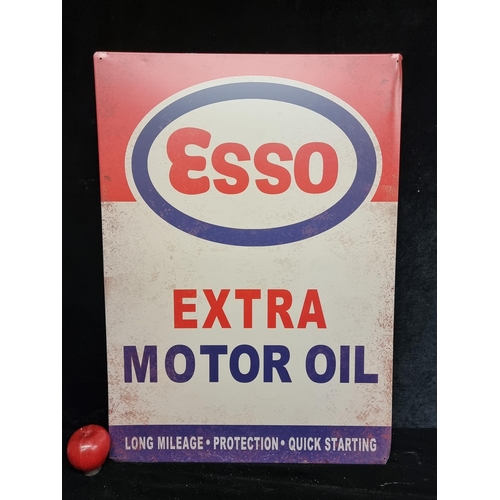 Esso
EXTRA
MOTOR OIL
LONG MILEAGE • PROTECTION • QUICK STARTING